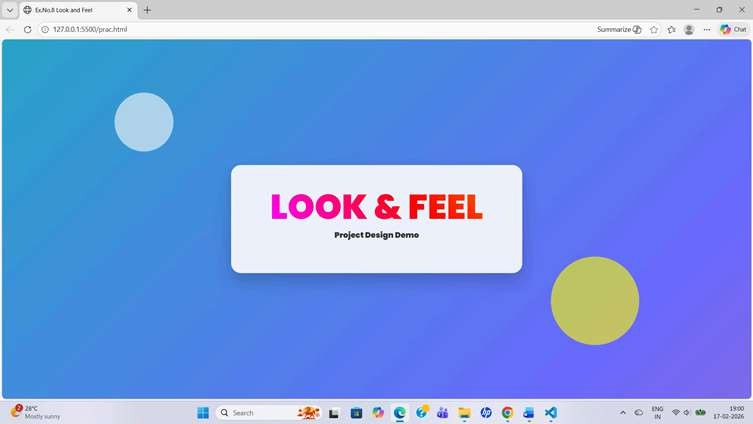 Ex.No.8 Look and Feel
127.0.0.1:5500/prac.html
Summarize
Chat
LOOK & FEEL
Project Design Demo
2
28°C
Mostly sunny
Search
ENG
IN
19:00
17-02-2026